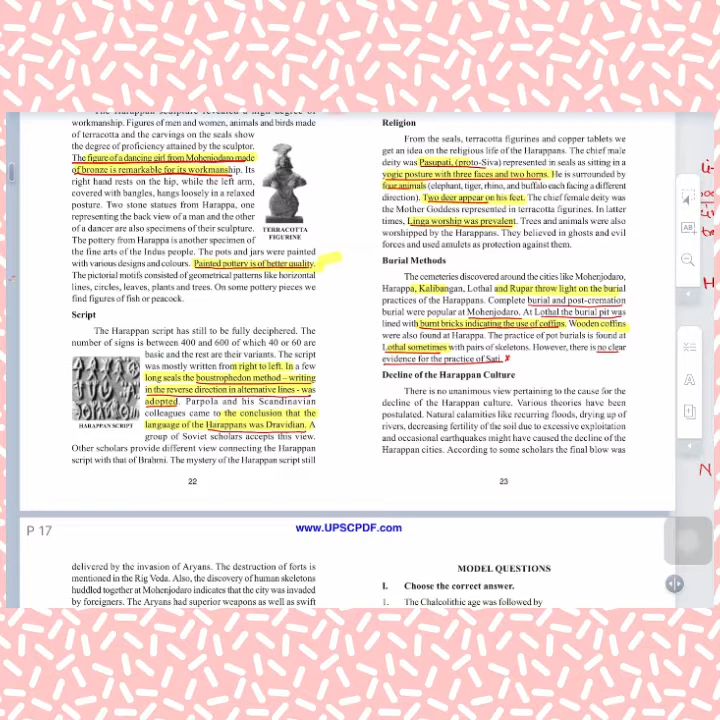 The Harappan sculpture revealed a high degree of
workmanship. Figures of men and women, animals and birds made
of terracotta and the carvings on the seals show
the degree of proficiency attained by the sculptor.
The figure of a dancing girl from Mohenjodaro made
of bronze is remarkable for its workmanship. Its
right hand rests on the hip, while the left arm,
covered with bangles, hangs loosely in a relaxed
posture. Two stone statues from Harappa, one
representing the back view of a man and the other
of a dancer are also specimens of their sculpture.
The pottery from Harappa is another specimen of
the fine arts of the Indus people. The pots and jars were painted
with various designs and colours. Painted pottery is of better quality.
The pictorial motifs consisted of geometrical patterns like horizontal
lines, circles, leaves, plants and trees. On some pottery pieces we
find figures of fish or peacock.
TERRACOTTA
FIGURINE
Script
The Harappan script has still to be fully deciphered. The
number of signs is between 400 and 600 of which 40 or 60 are
basic and the rest are their variants. The script
was mostly written from right to left. In a few
long seals the boustrophedon method – writing
in the reverse direction in alternative lines - was
adopted. Parpola and his Scandinavian
colleagues came to the conclusion that the
language of the Harappans was Dravidian. A
group of Soviet scholars accepts this view.
HARAPPAN SCRIPT
Other scholars provide different view connecting the Harappan
script with that of Brahmi. The mystery of the Harappan script still
22
Religion
From the seals, terracotta figurines and copper tablets we
get an idea on the religious life of the Harappans. The chief male
deity was Pasupati, (proto-Siva) represented in seals as sitting in a
yogic posture with three faces and two horns. He is surrounded by
four animals (elephant, tiger, rhino, and buffalo each facing a different
direction). Two deer appear on his feet. The chief female deity was
the Mother Goddess represented in terracotta figurines. In latter
times, Linga worship was prevalent. Trees and animals were also
worshipped by the Harappans. They believed in ghosts and evil
forces and used amulets as protection against them.
Burial Methods
The cemeteries discovered around the cities like Mohenjodaro,
Harappa, Kalibangan, Lothal and Rupar throw light on the burial
practices of the Harappans. Complete burial and post-cremation
burial were popular at Mohenjodaro. At Lothal the burial pit was
lined with burnt bricks indicating the use of coffins. Wooden coffins
were also found at Harappa. The practice of pot burials is found at
Lothal sometimes with pairs of skeletons. However, there is no clear
evidence for the practice of Sati.
Decline of the Harappan Culture
There is no unanimous view pertaining to the cause for the
decline of the Harappan culture. Various theories have been
postulated. Natural calamities like recurring floods, drying up of
rivers, decreasing fertility of the soil due to excessive exploitation
and occasional earthquakes might have caused the decline of the
Harappan cities. According to some scholars the final blow was
23
P 17
www.UPSCPDF.com
delivered by the invasion of Aryans. The destruction of forts is
mentioned in the Rig Veda. Also, the discovery of human skeletons
huddled together at Mohenjodaro indicates that the city was invaded
by foreigners. The Aryans had superior weapons as well as swift
MODEL QUESTIONS
I. Choose the correct answer.
1. The Chalcolithic age was followed by
AB
A
H
N